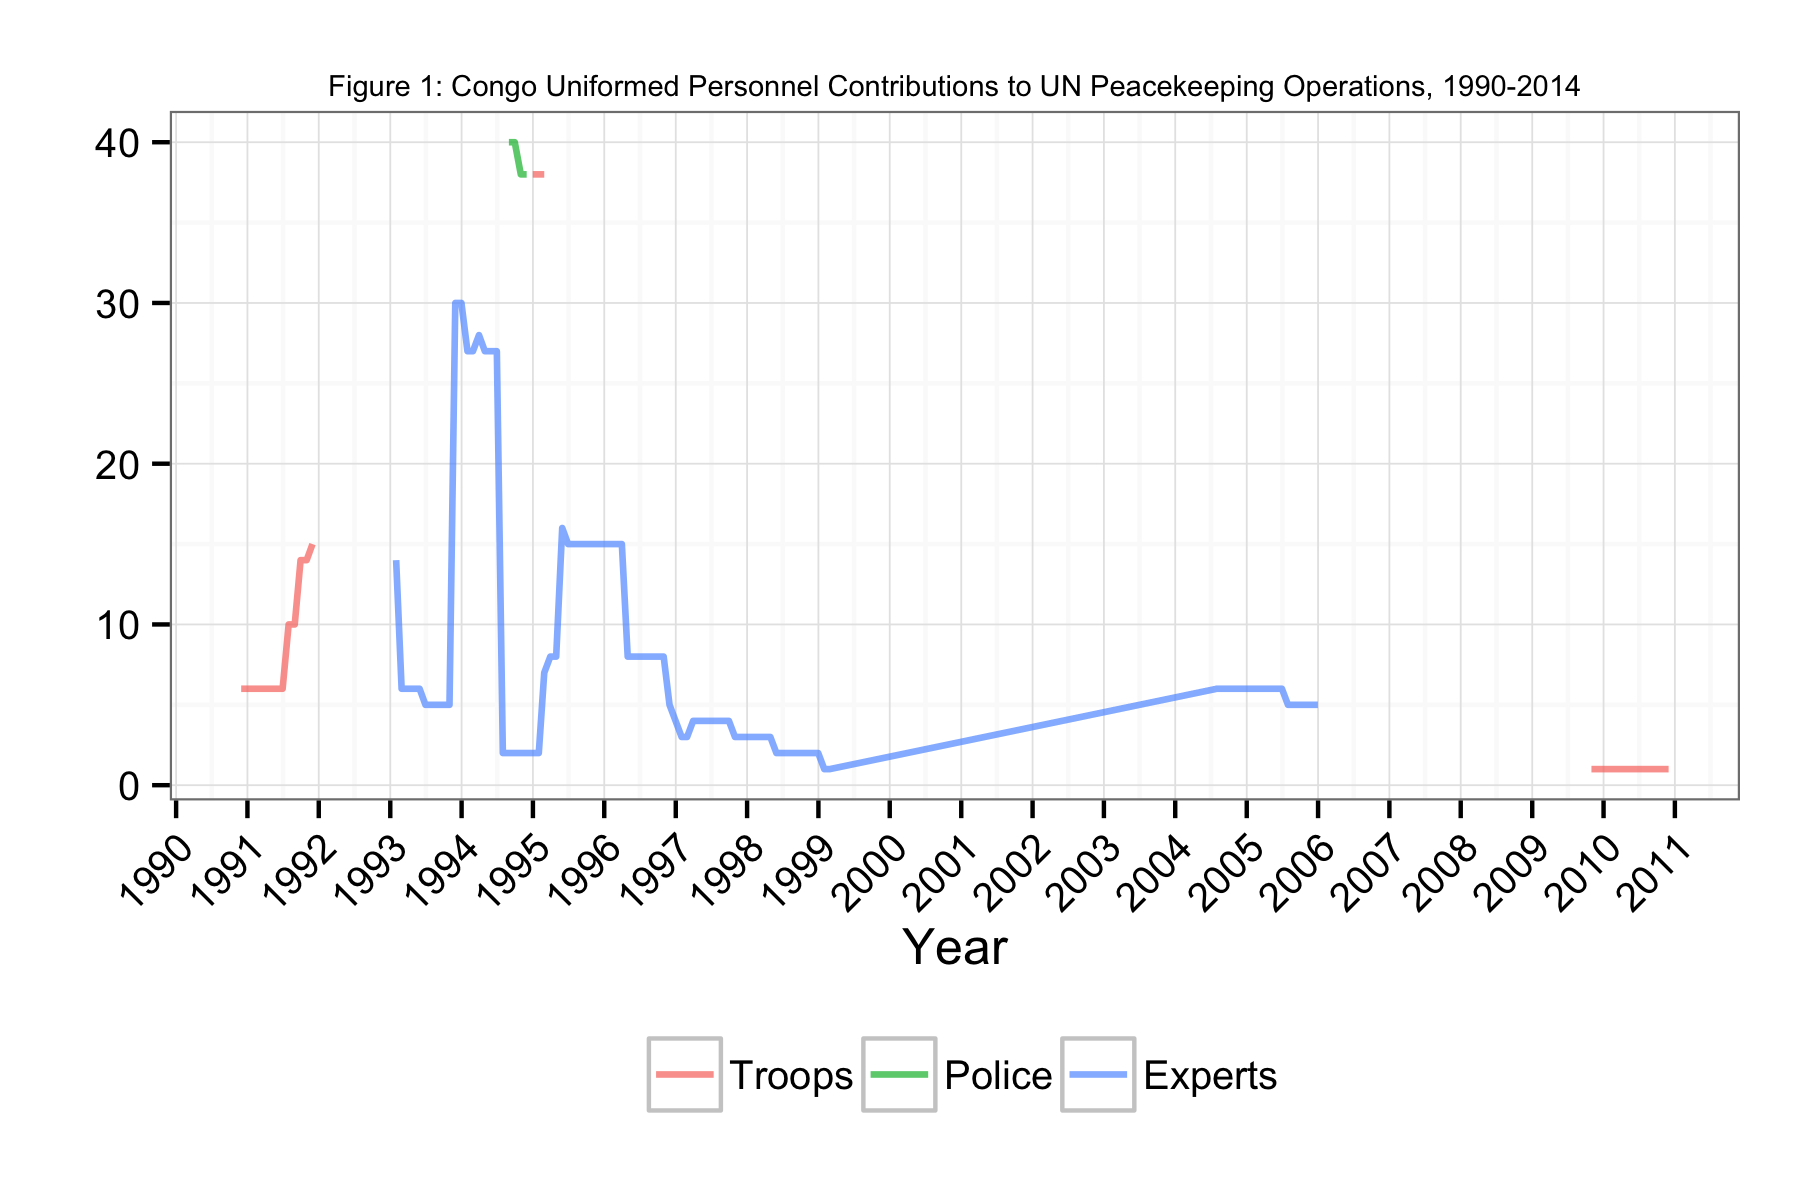 Figure 1: Congo Uniformed Personnel Contributions to UN Peacekeeping Operations, 1990-2014
40
30
20
10
0
1990 1991 1992 1993 1994 1995 1996 1997 1998 1999 2000 2001 2002 2003 2004 2005 2006 2007 2008 2009 2010 2011
Year
Troops Police Experts